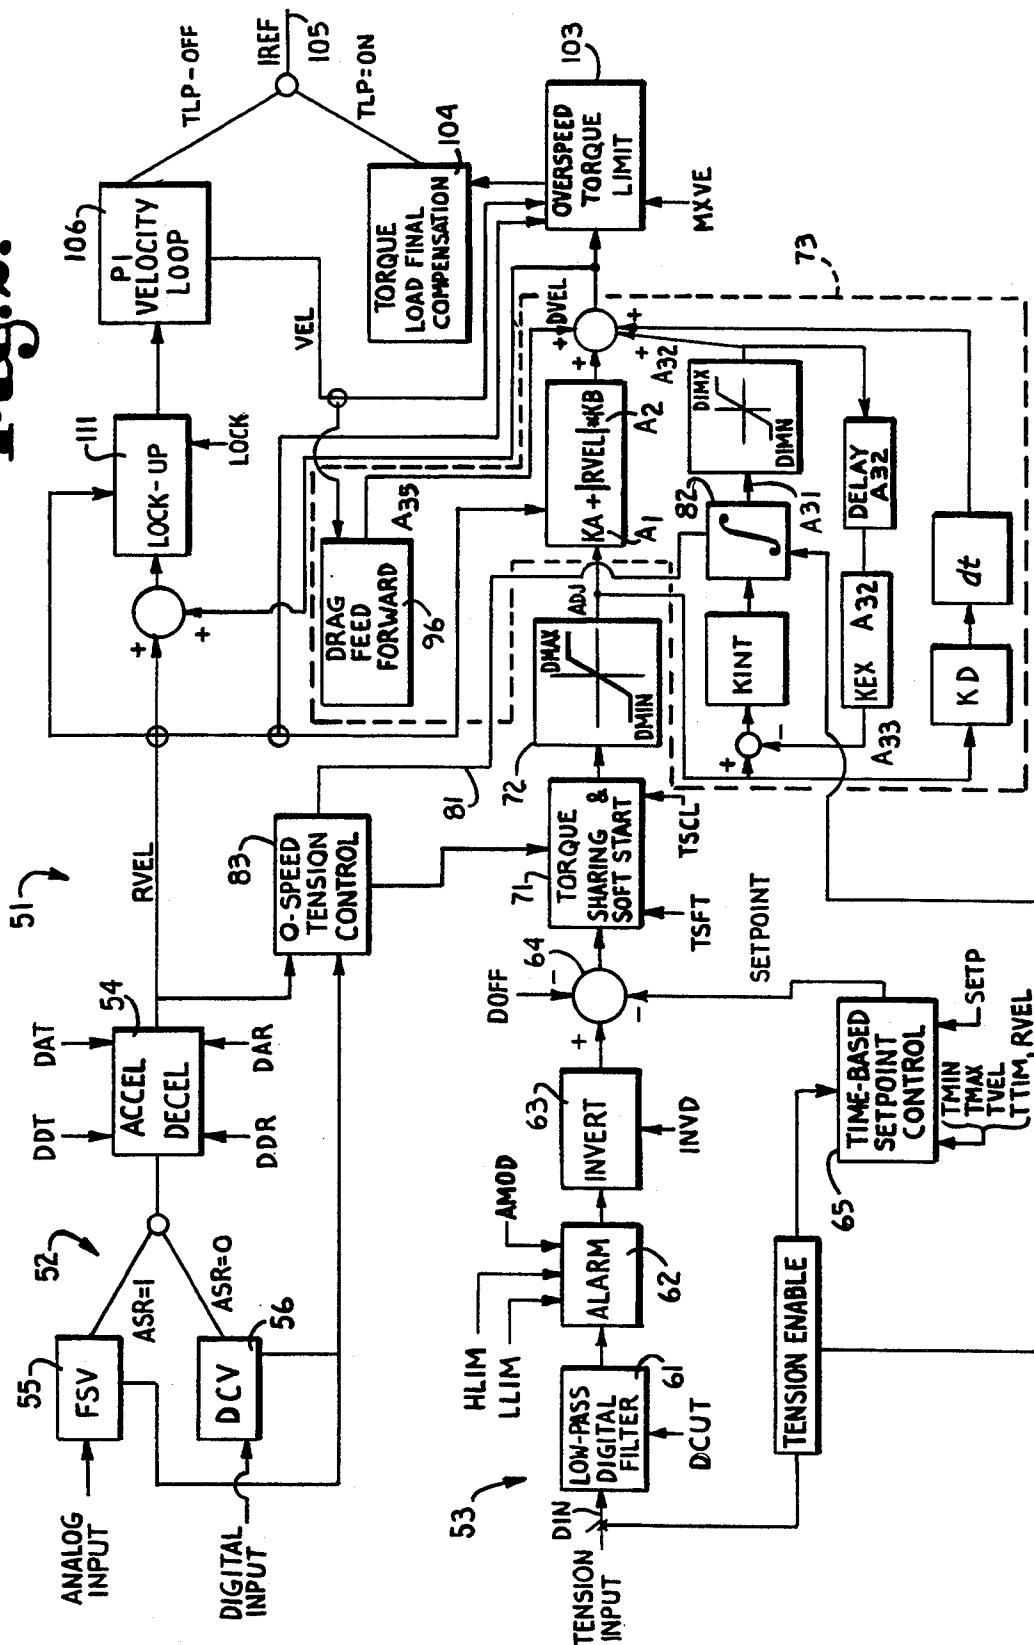 51
ANALOG
INPUT
55
FSV
52
ASR=1
ASR=0
DIGITAL
INPUT
DCV
56
DDT
DAT
54
ACCEL
DECEL
DDR
DAR
RVEL
83
0-SPEED
TENSION
CONTROL
81
+
+
111
LOCK-UP
LOCK
106
PI
VELOCITY
LOOP
VEL
TLP-OFF
IREF
105
TLP=ON
104
TORQUE
LOAD FINAL
COMPENSATION
DRAG
FEED
FORWARD
96
A35
53
TENSION
INPUT
DIN
LOW-PASS
DIGITAL
FILTER
61
DCUT
HLIM
LLIM
AMOD
ALARM
62
63
INVERT
INVD
DOFF
64
+
-
-
SETPOINT
71
TORQUE
SHARING &
SOFT START
TSFT
TSCL
72
DMAX
DMIN
ADJ
KA+|RVEL|*KB
A1
A2
+
+
DVEL
+
+
103
OVERSPEED
TORQUE
LIMIT
MXVE
73
+
-
KINT
82
∫
A31
DIMX
DIMN
A32
A33
KEX A32
DELAY
A32
KD
dt
TENSION ENABLE
65
TIME-BASED
SETPOINT
CONTROL
TMIN
TMAX
TVEL
TTIM, RVEL
SETP